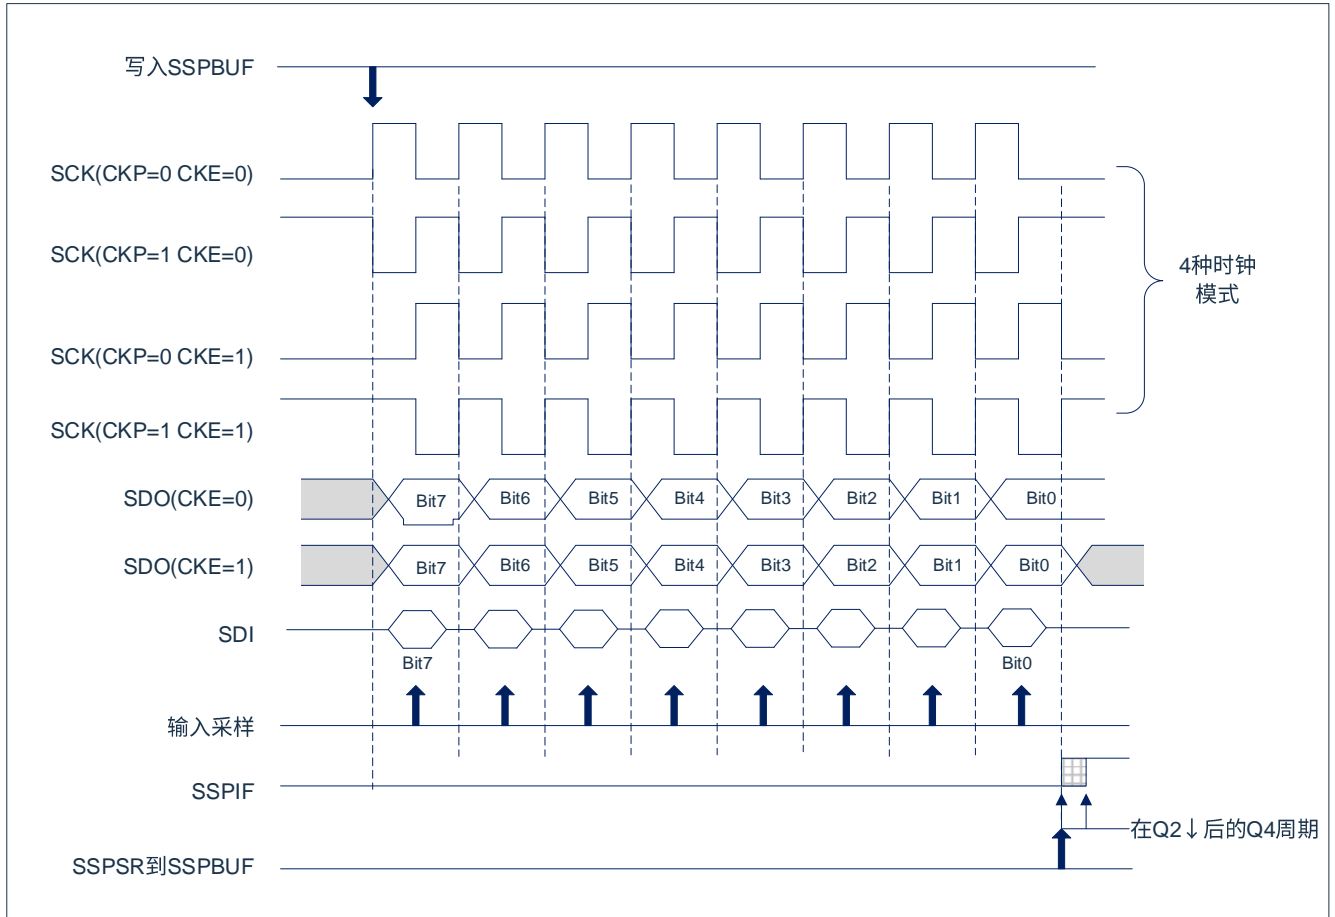 写入SSPBUF
SCK(CKP=0 CKE=0)
SCK(CKP=1 CKE=0)
4种时钟
模式
SCK(CKP=0 CKE=1)
SCK(CKP=1 CKE=1)
SDO(CKE=0) Bit7 Bit6 Bit5 Bit4 Bit3 Bit2 Bit1 Bit0
SDO(CKE=1) Bit7 Bit6 Bit5 Bit4 Bit3 Bit2 Bit1 Bit0
SDI
Bit7 Bit0
输入采样
SSPIF
在Q2↓后的Q4周期
SSPSR到SSPBUF